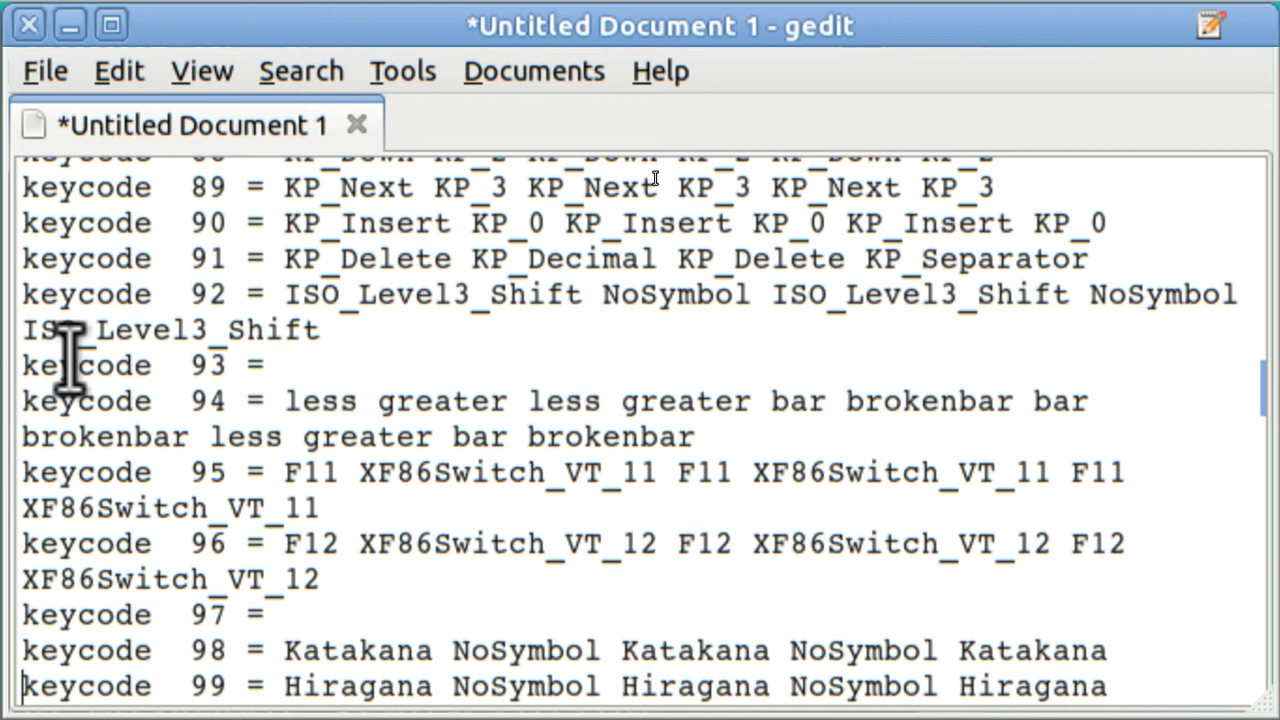 *Untitled Document 1 - gedit
File Edit View Search Tools Documents Help
*Untitled Document 1
keycode  89 = KP_Next KP_3 KP_Next KP_3 KP_Next KP_3
keycode  90 = KP_Insert KP_0 KP_Insert KP_0 KP_Insert KP_0
keycode  91 = KP_Delete KP_Decimal KP_Delete KP_Separator
keycode  92 = ISO_Level3_Shift NoSymbol ISO_Level3_Shift NoSymbol
ISO_Level3_Shift
keycode  93 =
keycode  94 = less greater less greater bar brokenbar bar
brokenbar less greater bar brokenbar
keycode  95 = F11 XF86Switch_VT_11 F11 XF86Switch_VT_11 F11
XF86Switch_VT_11
keycode  96 = F12 XF86Switch_VT_12 F12 XF86Switch_VT_12 F12
XF86Switch_VT_12
keycode  97 =
keycode  98 = Katakana NoSymbol Katakana NoSymbol Katakana
keycode  99 = Hiragana NoSymbol Hiragana NoSymbol Hiragana